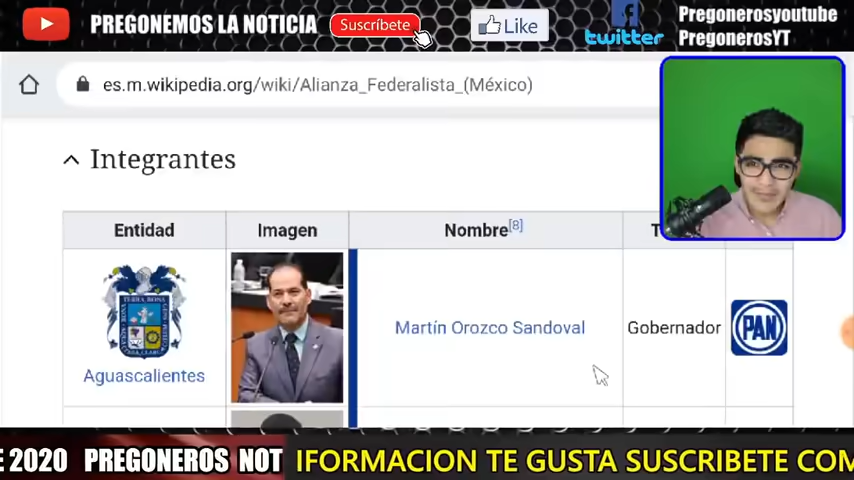 PREGONEMOS LA NOTICIA
Suscríbete
Like
twitter
Pregonerosyoutube
PregonerosYT
es.m.wikipedia.org/wiki/Alianza_Federalista_(México)
Integrantes
Entidad
Imagen
Nombre[8]
Aguascalientes
Martín Orozco Sandoval
Gobernador
PAN
E 2020 PREGONEROS NOT
IFORMACION TE GUSTA SUSCRIBETE COM